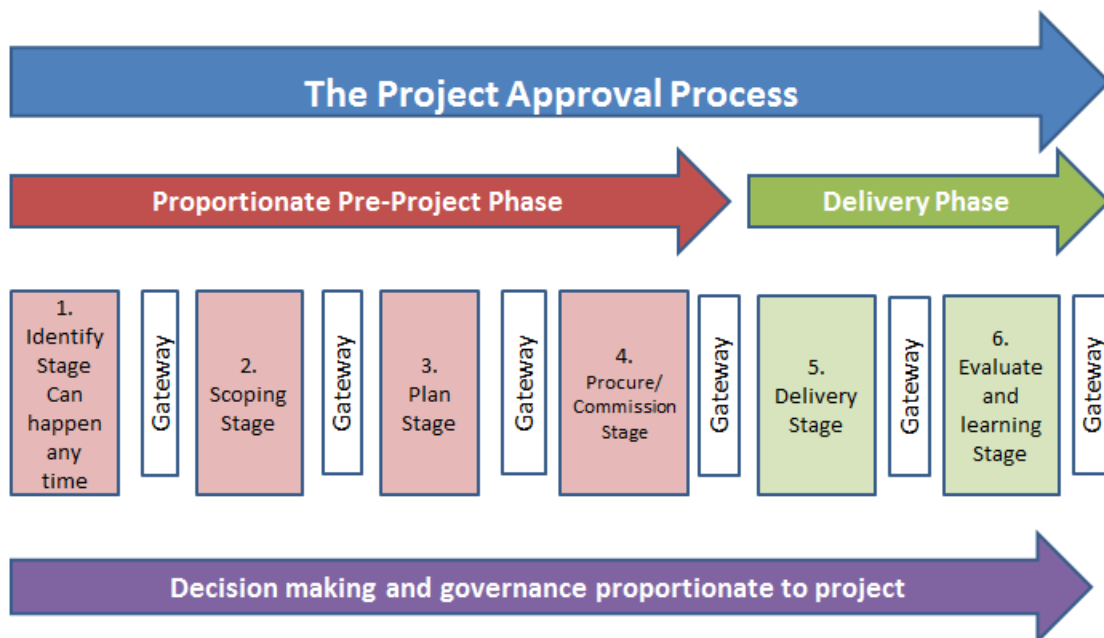 The Project Approval Process
Proportionate Pre-Project Phase
Delivery Phase
1.
Identify
Stage
Can
happen
any
time
Gateway
2.
Scoping
Stage
Gateway
3.
Plan
Stage
Gateway
4.
Procure/
Commission
Stage
Gateway
5.
Delivery
Stage
Gateway
6.
Evaluate
and
learning
Stage
Gateway
Decision making and governance proportionate to project